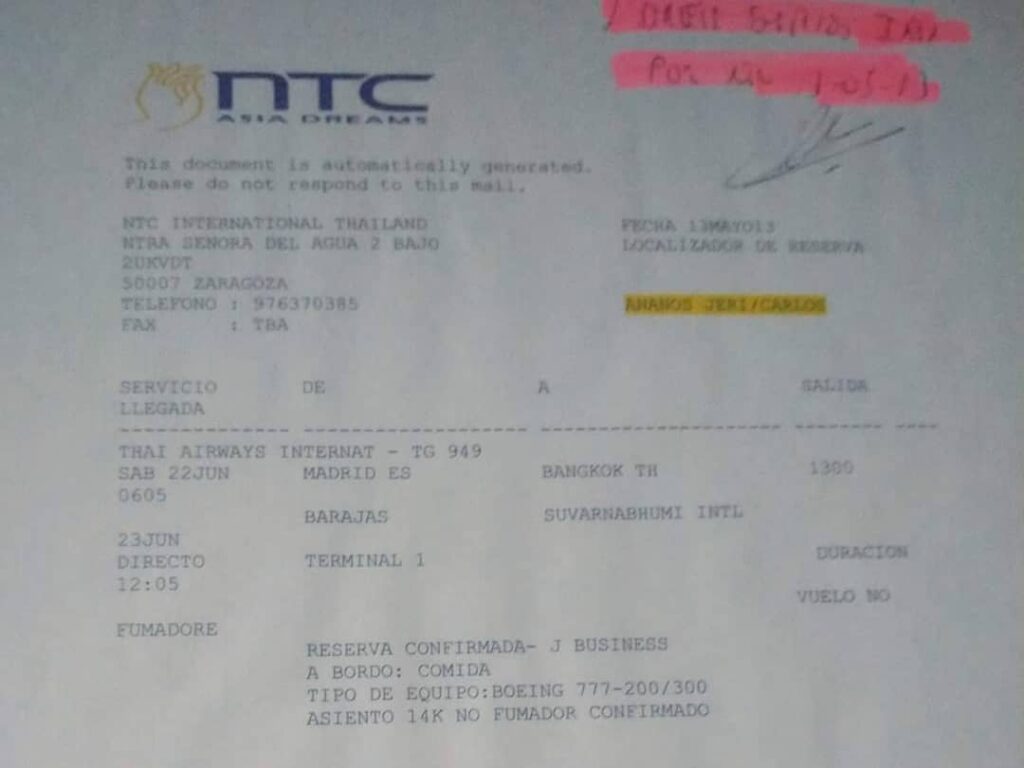 NTC
ASIA DREAMS
This document is automatically generated.
Please do not respond to this mail.
NTC INTERNATIONAL THAILAND
NTRA SENORA DEL AGUA 2 BAJO
2UKVDT
50007 ZARAGOZA
TELEFONO : 976370385
FAX : TBA
FECHA 13MAY013
LOCALIZADOR DE RESERVA
ANANOS JERI/CARLOS
SERVICIO DE A SALIDA
LLEGADA
THAI AIRWAYS INTERNAT - TG 949
SAB 22JUN MADRID ES BANGKOK TH 1300
0605
BARAJAS SUVARNABHUMI INTL
23JUN
DIRECTO TERMINAL 1 DURACION
12:05
VUELO NO
FUMADORE
RESERVA CONFIRMADA- J BUSINESS
A BORDO: COMIDA
TIPO DE EQUIPO:BOEING 777-200/300
ASIENTO 14K NO FUMADOR CONFIRMADO